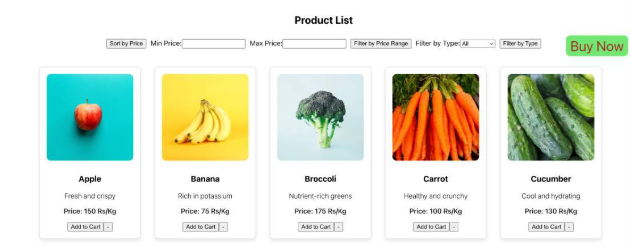 Product List
Sort by Price Min Price: Max Price: Filter by Price Range Filter by Type: All Filter by Type Buy Now
Apple Banana Broccoli Carrot Cucumber
Fresh and crispy Rich in potassium Nutrient-rich greens Healthy and crunchy Cool and hydrating
Price: 150 Rs/Kg Price: 75 Rs/Kg Price: 175 Rs/Kg Price: 100 Rs/Kg Price: 130 Rs/Kg
Add to Cart - Add to Cart - Add to Cart - Add to Cart - Add to Cart -